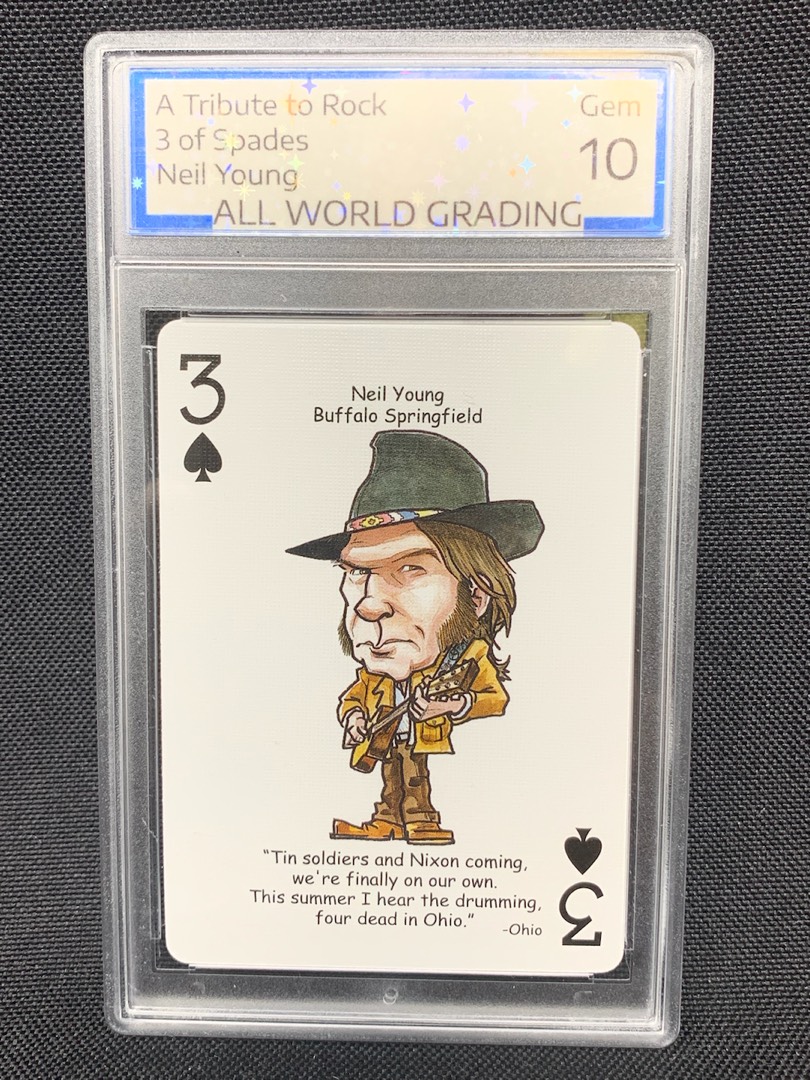 A Tribute to Rock
3 of Spades
Neil Young
Gem
10
ALL WORLD GRADING
3
Neil Young
Buffalo Springfield
"Tin soldiers and Nixon coming,
we're finally on our own.
This summer I hear the drumming,
four dead in Ohio."
-Ohio
3